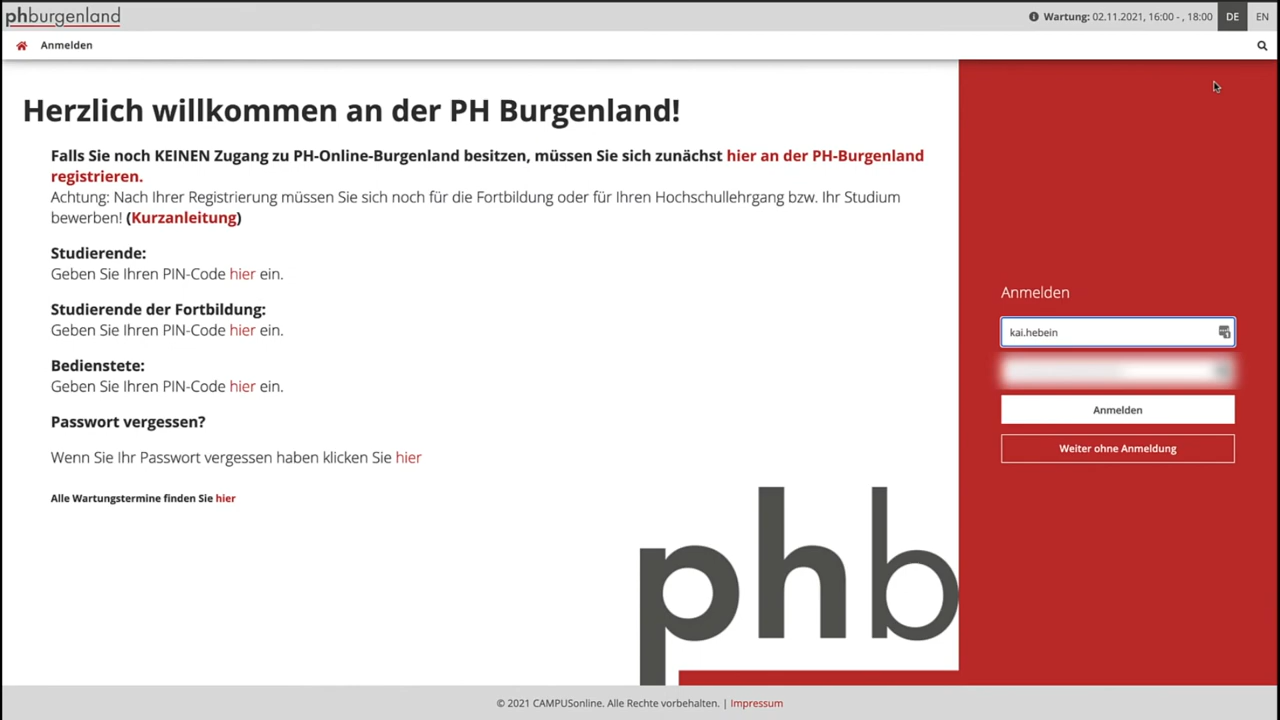 phburgenland
Wartung: 02.11.2021, 16:00 - , 18:00
DE
EN
Anmelden
Herzlich willkommen an der PH Burgenland!
Falls Sie noch KEINEN Zugang zu PH-Online-Burgenland besitzen, müssen Sie sich zunächst hier an der PH-Burgenland
registrieren.
Achtung: Nach Ihrer Registrierung müssen Sie sich noch für die Fortbildung oder für Ihren Hochschullehrgang bzw. Ihr Studium
bewerben! (Kurzanleitung)
Studierende:
Geben Sie Ihren PIN-Code hier ein.
Studierende der Fortbildung:
Geben Sie Ihren PIN-Code hier ein.
Bedienstete:
Geben Sie Ihren PIN-Code hier ein.
Passwort vergessen?
Wenn Sie Ihr Passwort vergessen haben klicken Sie hier
Alle Wartungstermine finden Sie hier
phb
Anmelden
kai.hebein
Anmelden
Weiter ohne Anmeldung
© 2021 CAMPUSonline. Alle Rechte vorbehalten. | Impressum